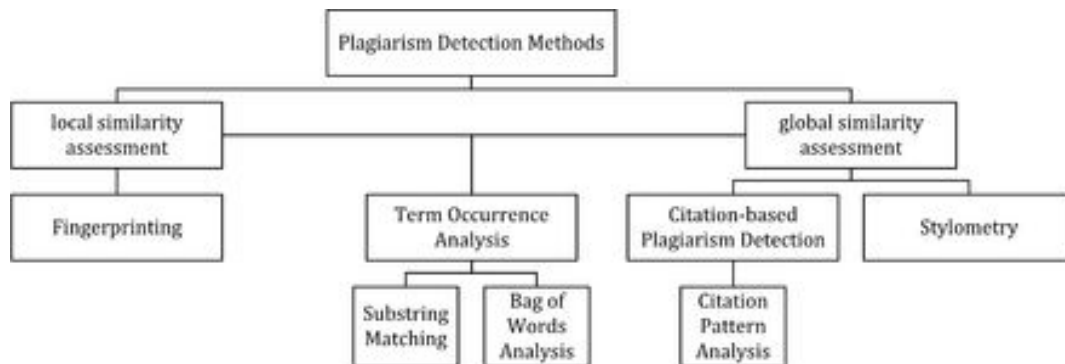 Plagiarism Detection Methods
local similarity
assessment
global similarity
assessment
Fingerprinting
Term Occurrence
Analysis
Citation-based
Plagiarism Detection
Stylometry
Substring
Matching
Bag of
Words
Analysis
Citation
Pattern
Analysis